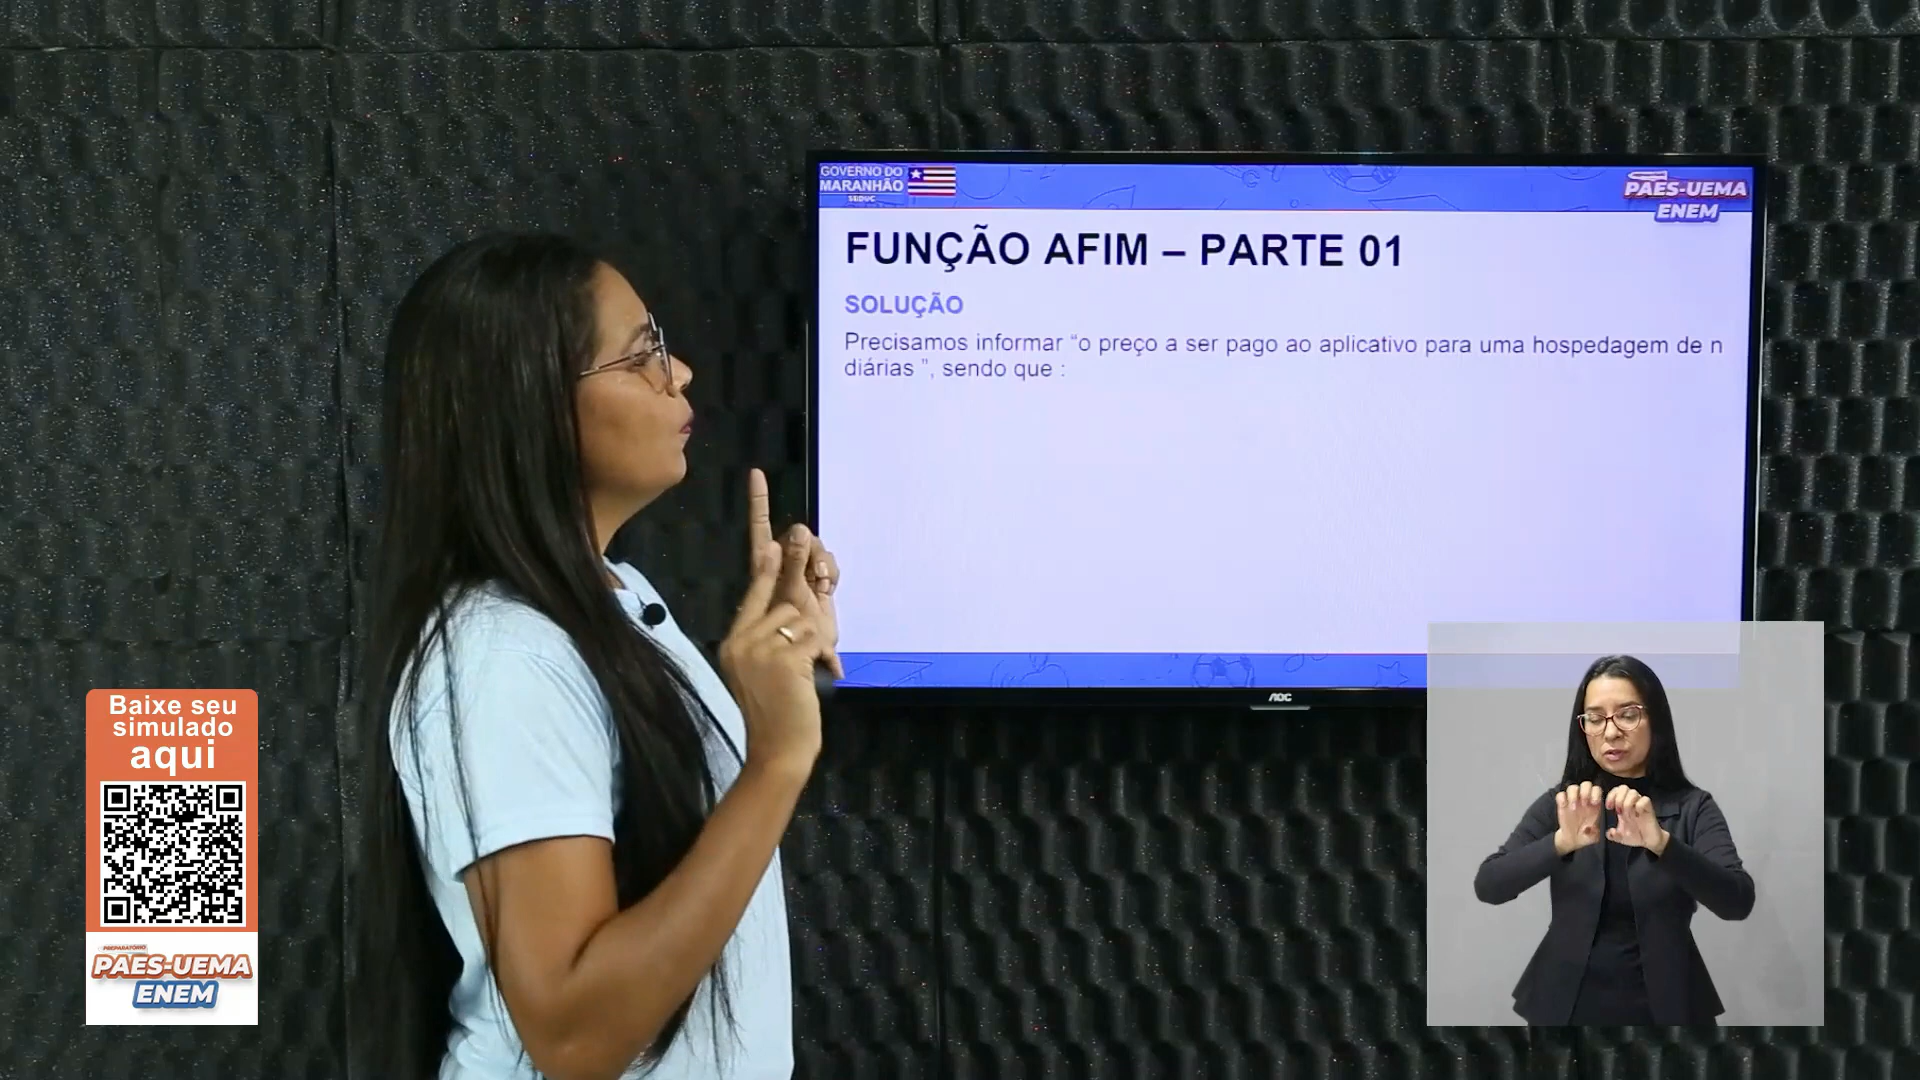 GOVERNO DO
MARANHÃO
SEDUC
PAES-UEMA
ENEM
FUNÇÃO AFIM – PARTE 01
SOLUÇÃO
Precisamos informar “o preço a ser pago ao aplicativo para uma hospedagem de n
diárias ”, sendo que :
AOC
Baixe seu
simulado
aqui
PREPARATÓRIO
PAES-UEMA
ENEM